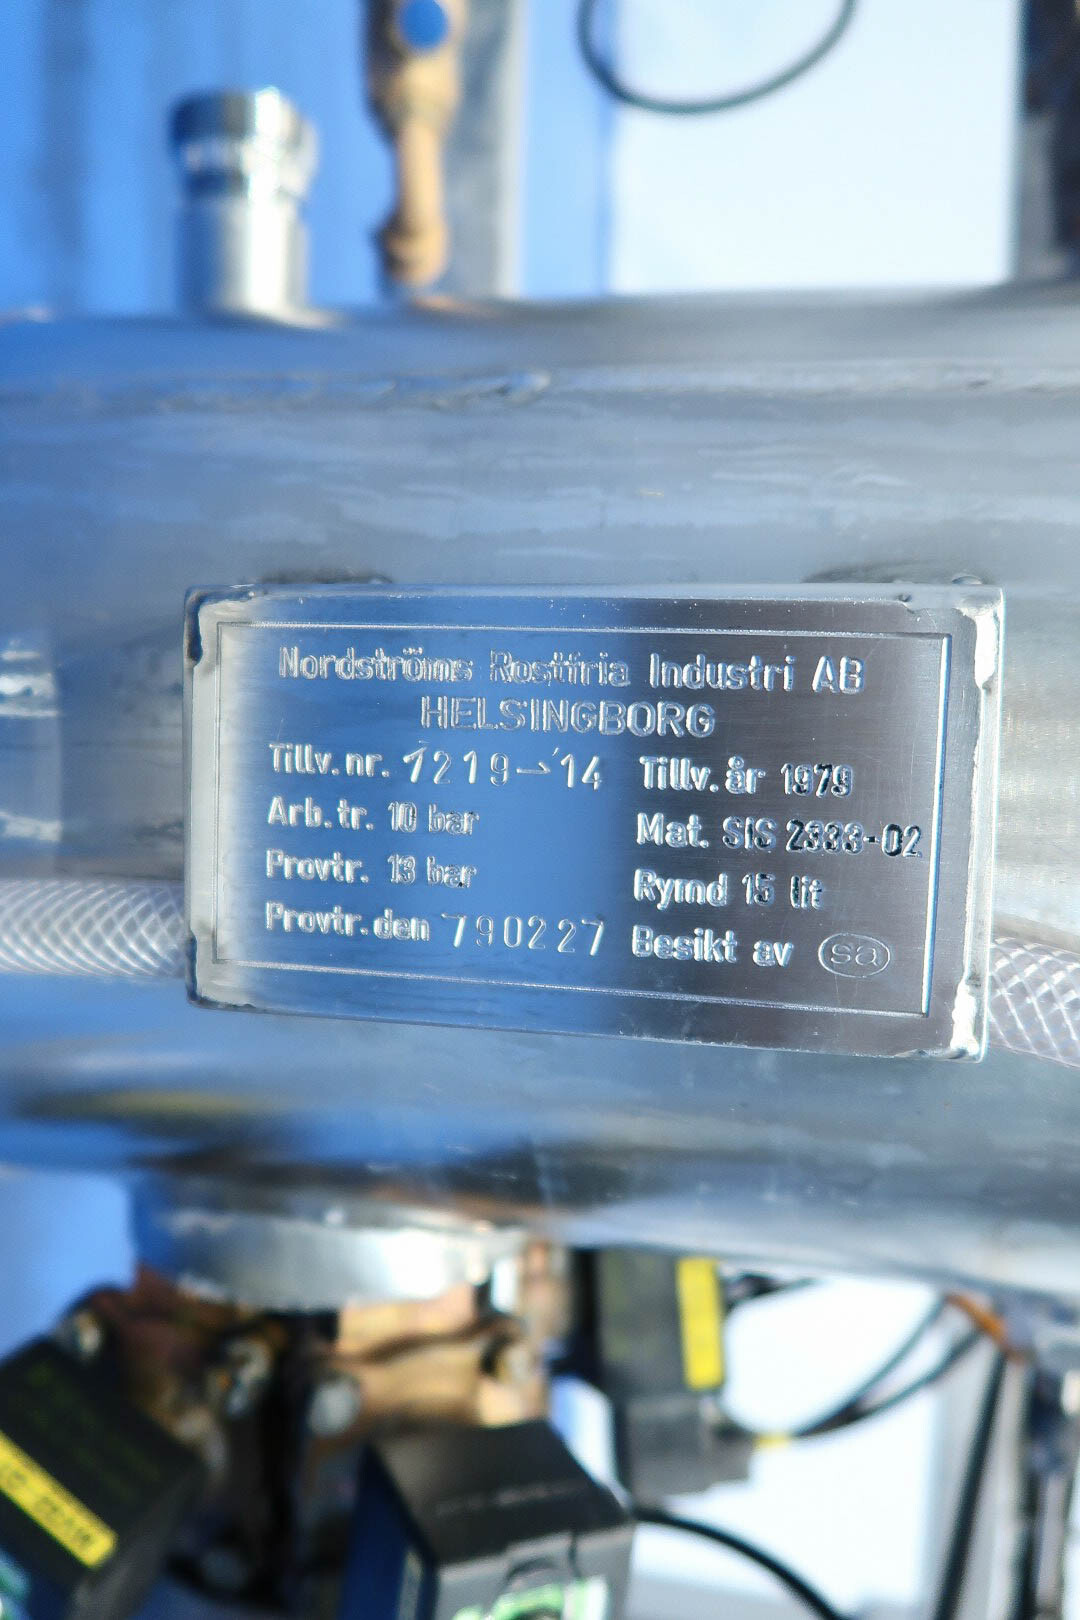 Nordströms Rostfria Industri AB
HELSINGBORG
Tillv. nr. 1219-14 Tillv. år 1979
Arb. tr. 10 bar Mat. SIS 2333-02
Provtr. 13 bar Rymd 15 lit
Provtr. den 790227 Besikt av sa